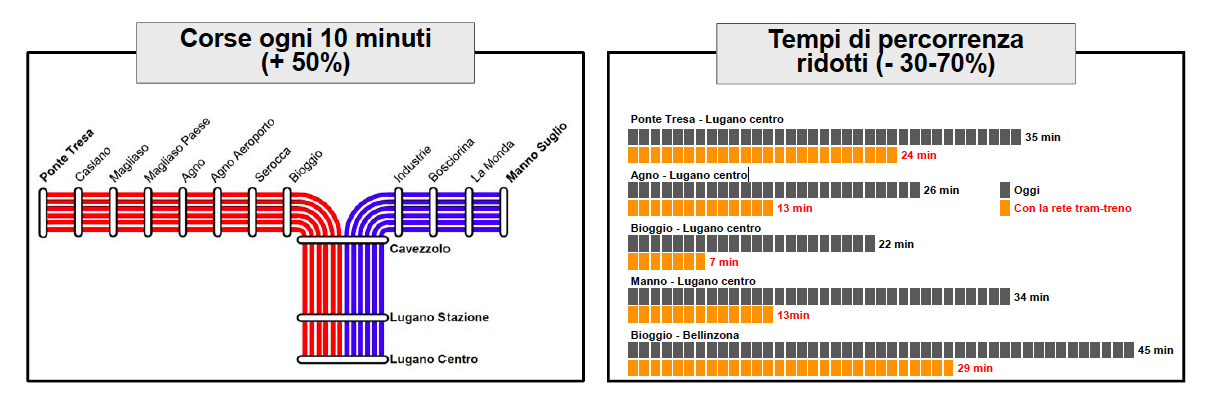 Corse ogni 10 minuti
(+ 50%)
Ponte Tresa
Caslano
Magliaso
Magliaso Paese
Agno
Agno Aeroporto
Serocca
Bioggio
Industrie
Bosciorina
La Monda
Manno Suglio
Cavezzolo
Lugano Stazione
Lugano Centro
Tempi di percorrenza
ridotti (- 30-70%)
Ponte Tresa - Lugano centro
35 min
24 min
Agno - Lugano centro
26 min
13 min
Oggi
Con la rete tram-treno
Bioggio - Lugano centro
22 min
7 min
Manno - Lugano centro
34 min
13min
Bioggio - Bellinzona
45 min
29 min